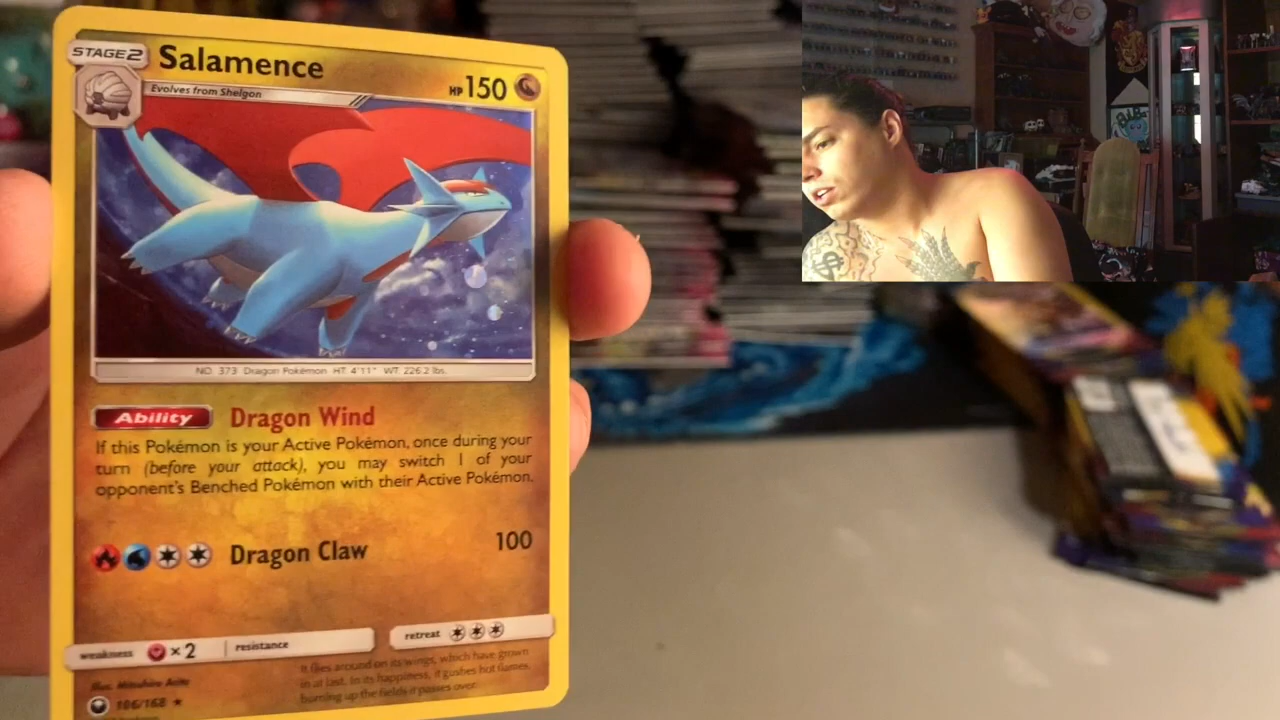 STAGE2
Salamence
HP 150
Evolves from Shelgon
NO. 373 Dragon Pokémon HT. 4'11" WT. 226.2 lbs.
Ability Dragon Wind
If this Pokémon is your Active Pokémon, once during your
turn (before your attack), you may switch 1 of your
opponent's Benched Pokémon with their Active Pokémon.
Dragon Claw 100
weakness ×2 resistance
retreat
It flies around on its wings, which have grown
in at last. In its happiness, it gushes hot flames,
burning up the fields it passes over.
Illus. Mitsuhiro Arita
106/168